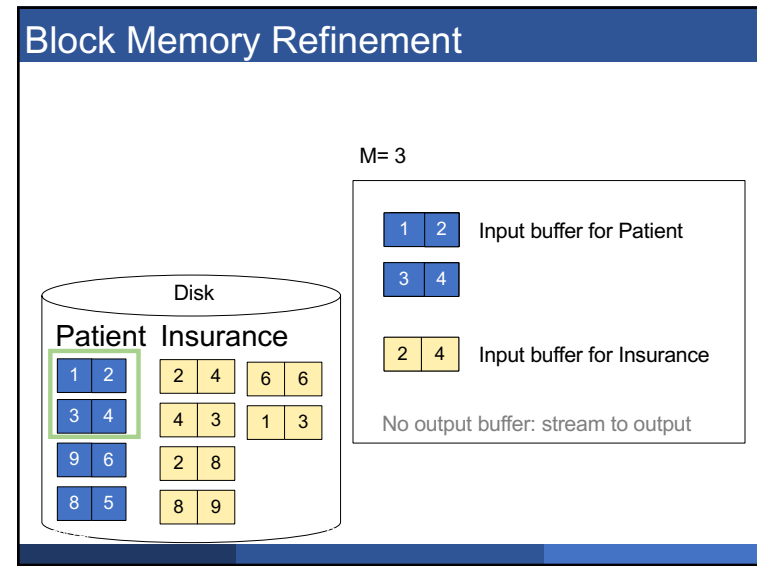 Block Memory Refinement
M= 3
1 2 Input buffer for Patient
3 4
2 4 Input buffer for Insurance
No output buffer: stream to output
Disk
Patient Insurance
1 2 2 4 6 6
3 4 4 3 1 3
9 6 2 8
8 5 8 9